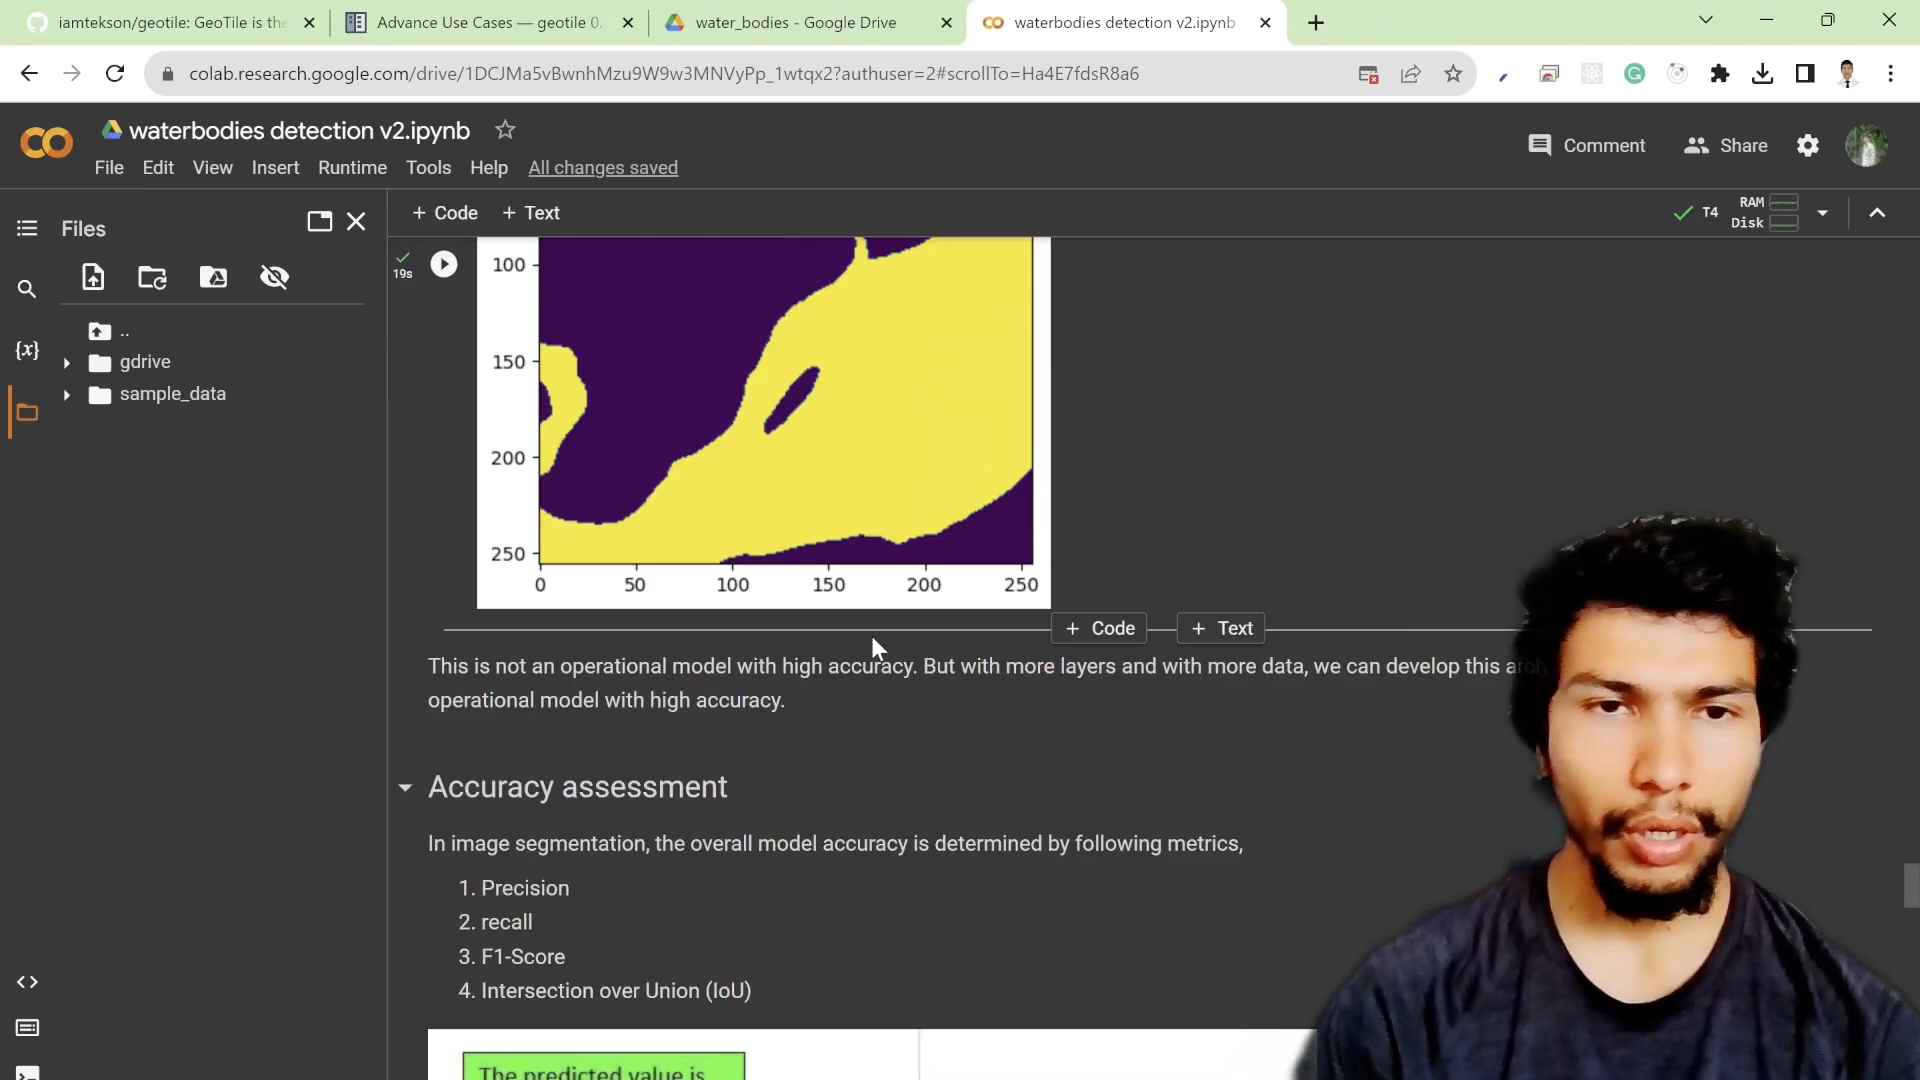 iamtekson/geotile: GeoTile is the
Advance Use Cases — geotile 0.
water_bodies - Google Drive
waterbodies detection v2.ipynb
colab.research.google.com/drive/1DCJMa5vBwnhMzu9W9w3MNVyPp_1wtqx2?authuser=2#scrollTo=Ha4E7fdsR8a6
waterbodies detection v2.ipynb
Comment
Share
File Edit View Insert Runtime Tools Help All changes saved
Files
+ Code + Text
T4
RAM
Disk
..
gdrive
sample_data
{x}
19s
100
150
200
250
0 50 100 150 200 250
+ Code + Text
This is not an operational model with high accuracy. But with more layers and with more data, we can develop this
operational model with high accuracy.
Accuracy assessment
In image segmentation, the overall model accuracy is determined by following metrics,
1. Precision
2. recall
3. F1-Score
4. Intersection over Union (IoU)
The predicted value is